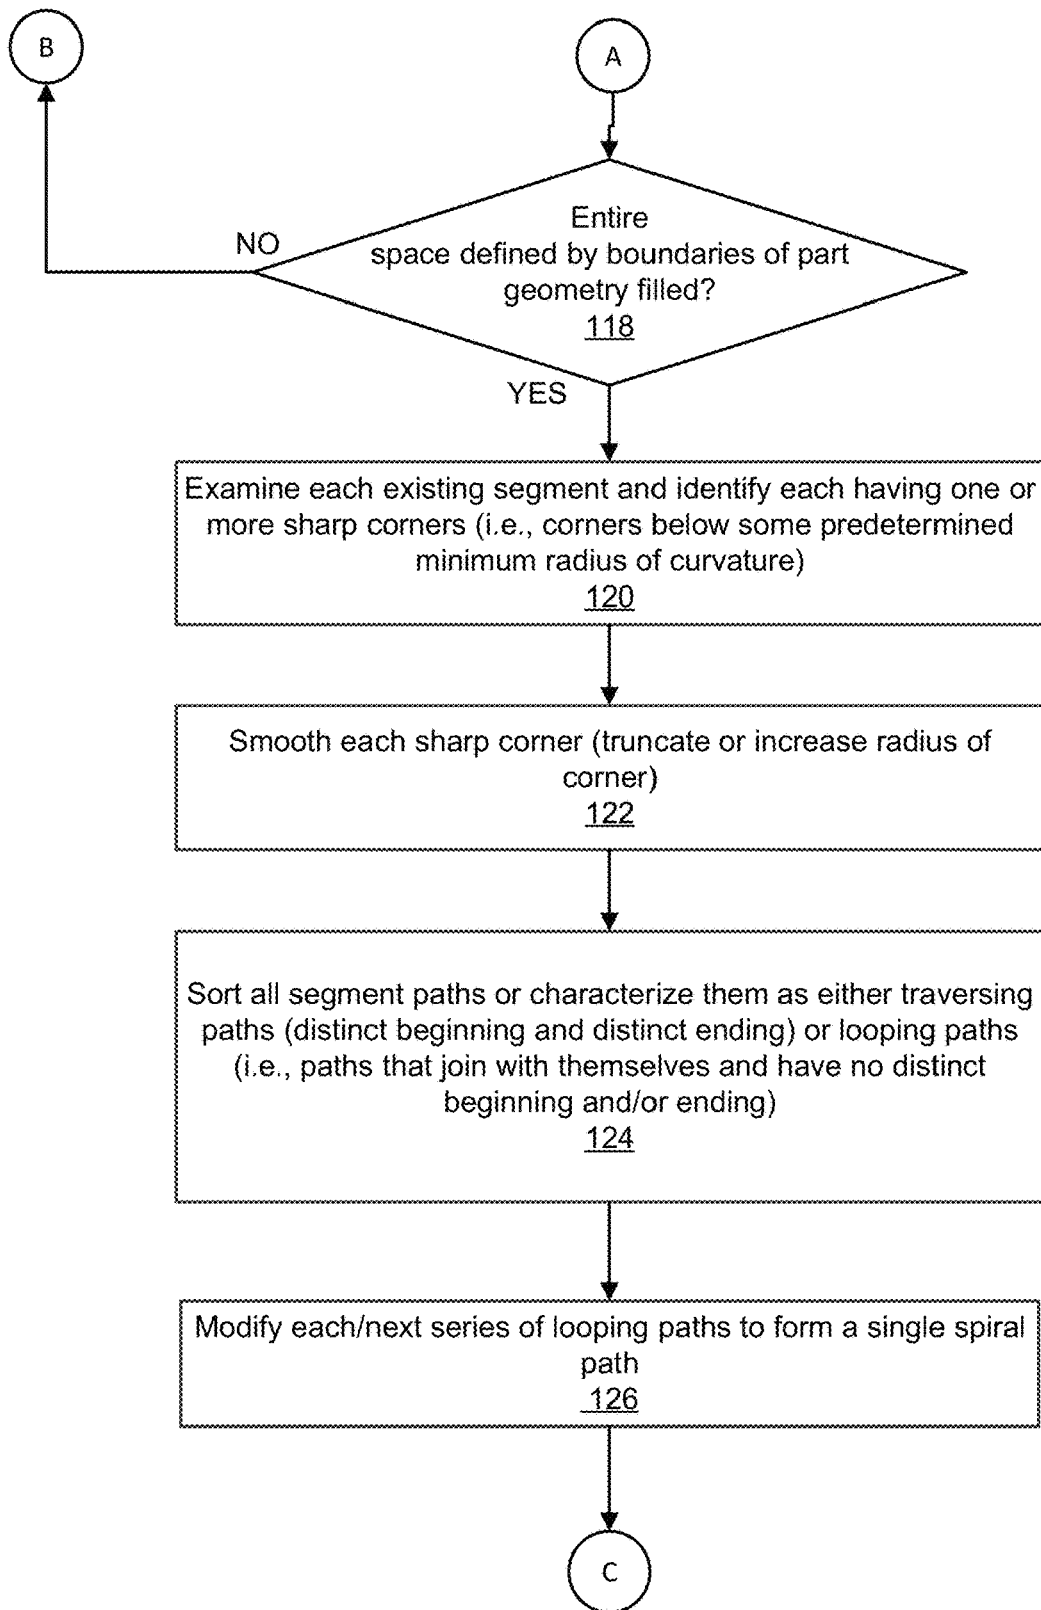 B
A
Entire
space defined by boundaries of part
geometry filled?
118
NO
YES
Examine each existing segment and identify each having one or
more sharp corners (i.e., corners below some predetermined
minimum radius of curvature)
120
Smooth each sharp corner (truncate or increase radius of
corner)
122
Sort all segment paths or characterize them as either traversing
paths (distinct beginning and distinct ending) or looping paths
(i.e., paths that join with themselves and have no distinct
beginning and/or ending)
124
Modify each/next series of looping paths to form a single spiral
path
126
C